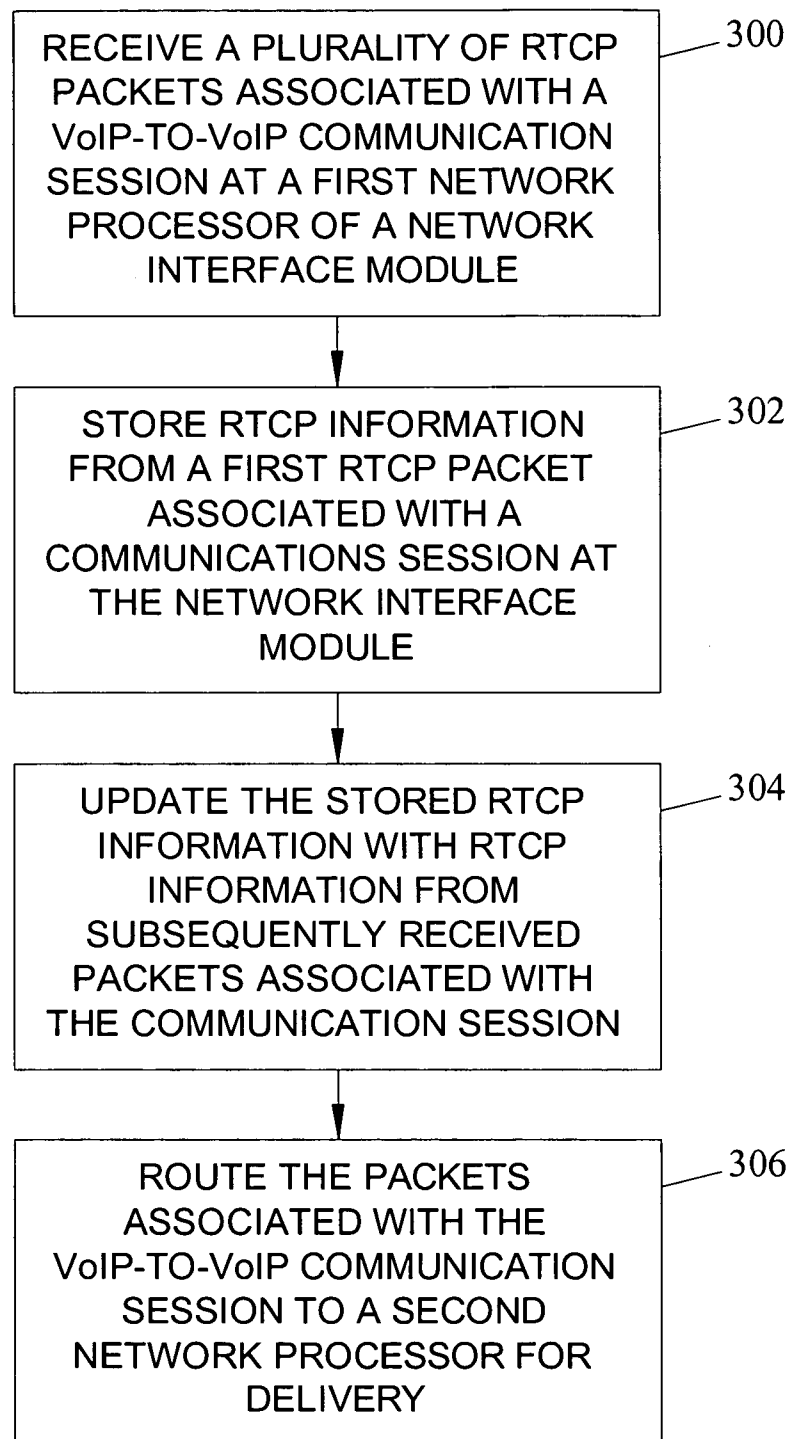 RECEIVE A PLURALITY OF RTCP
PACKETS ASSOCIATED WITH A
VoIP-TO-VoIP COMMUNICATION
SESSION AT A FIRST NETWORK
PROCESSOR OF A NETWORK
INTERFACE MODULE
300
STORE RTCP INFORMATION
FROM A FIRST RTCP PACKET
ASSOCIATED WITH A
COMMUNICATIONS SESSION AT
THE NETWORK INTERFACE
MODULE
302
UPDATE THE STORED RTCP
INFORMATION WITH RTCP
INFORMATION FROM
SUBSEQUENTLY RECEIVED
PACKETS ASSOCIATED WITH
THE COMMUNICATION SESSION
304
ROUTE THE PACKETS
ASSOCIATED WITH THE
VoIP-TO-VoIP COMMUNICATION
SESSION TO A SECOND
NETWORK PROCESSOR FOR
DELIVERY
306